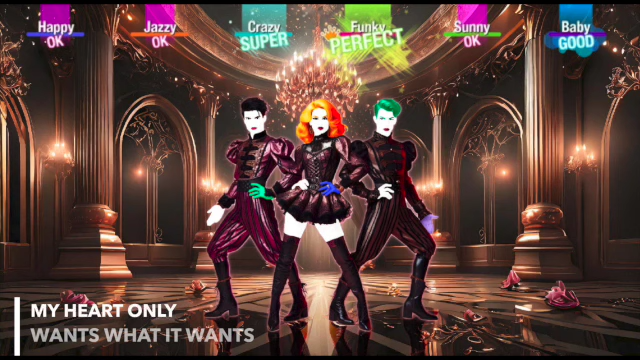 Happy
OK
Jazzy
OK
Crazy
SUPER
Funky
PERFECT
Sunny
OK
Baby
GOOD
MY HEART ONLY
WANTS WHAT IT WANTS